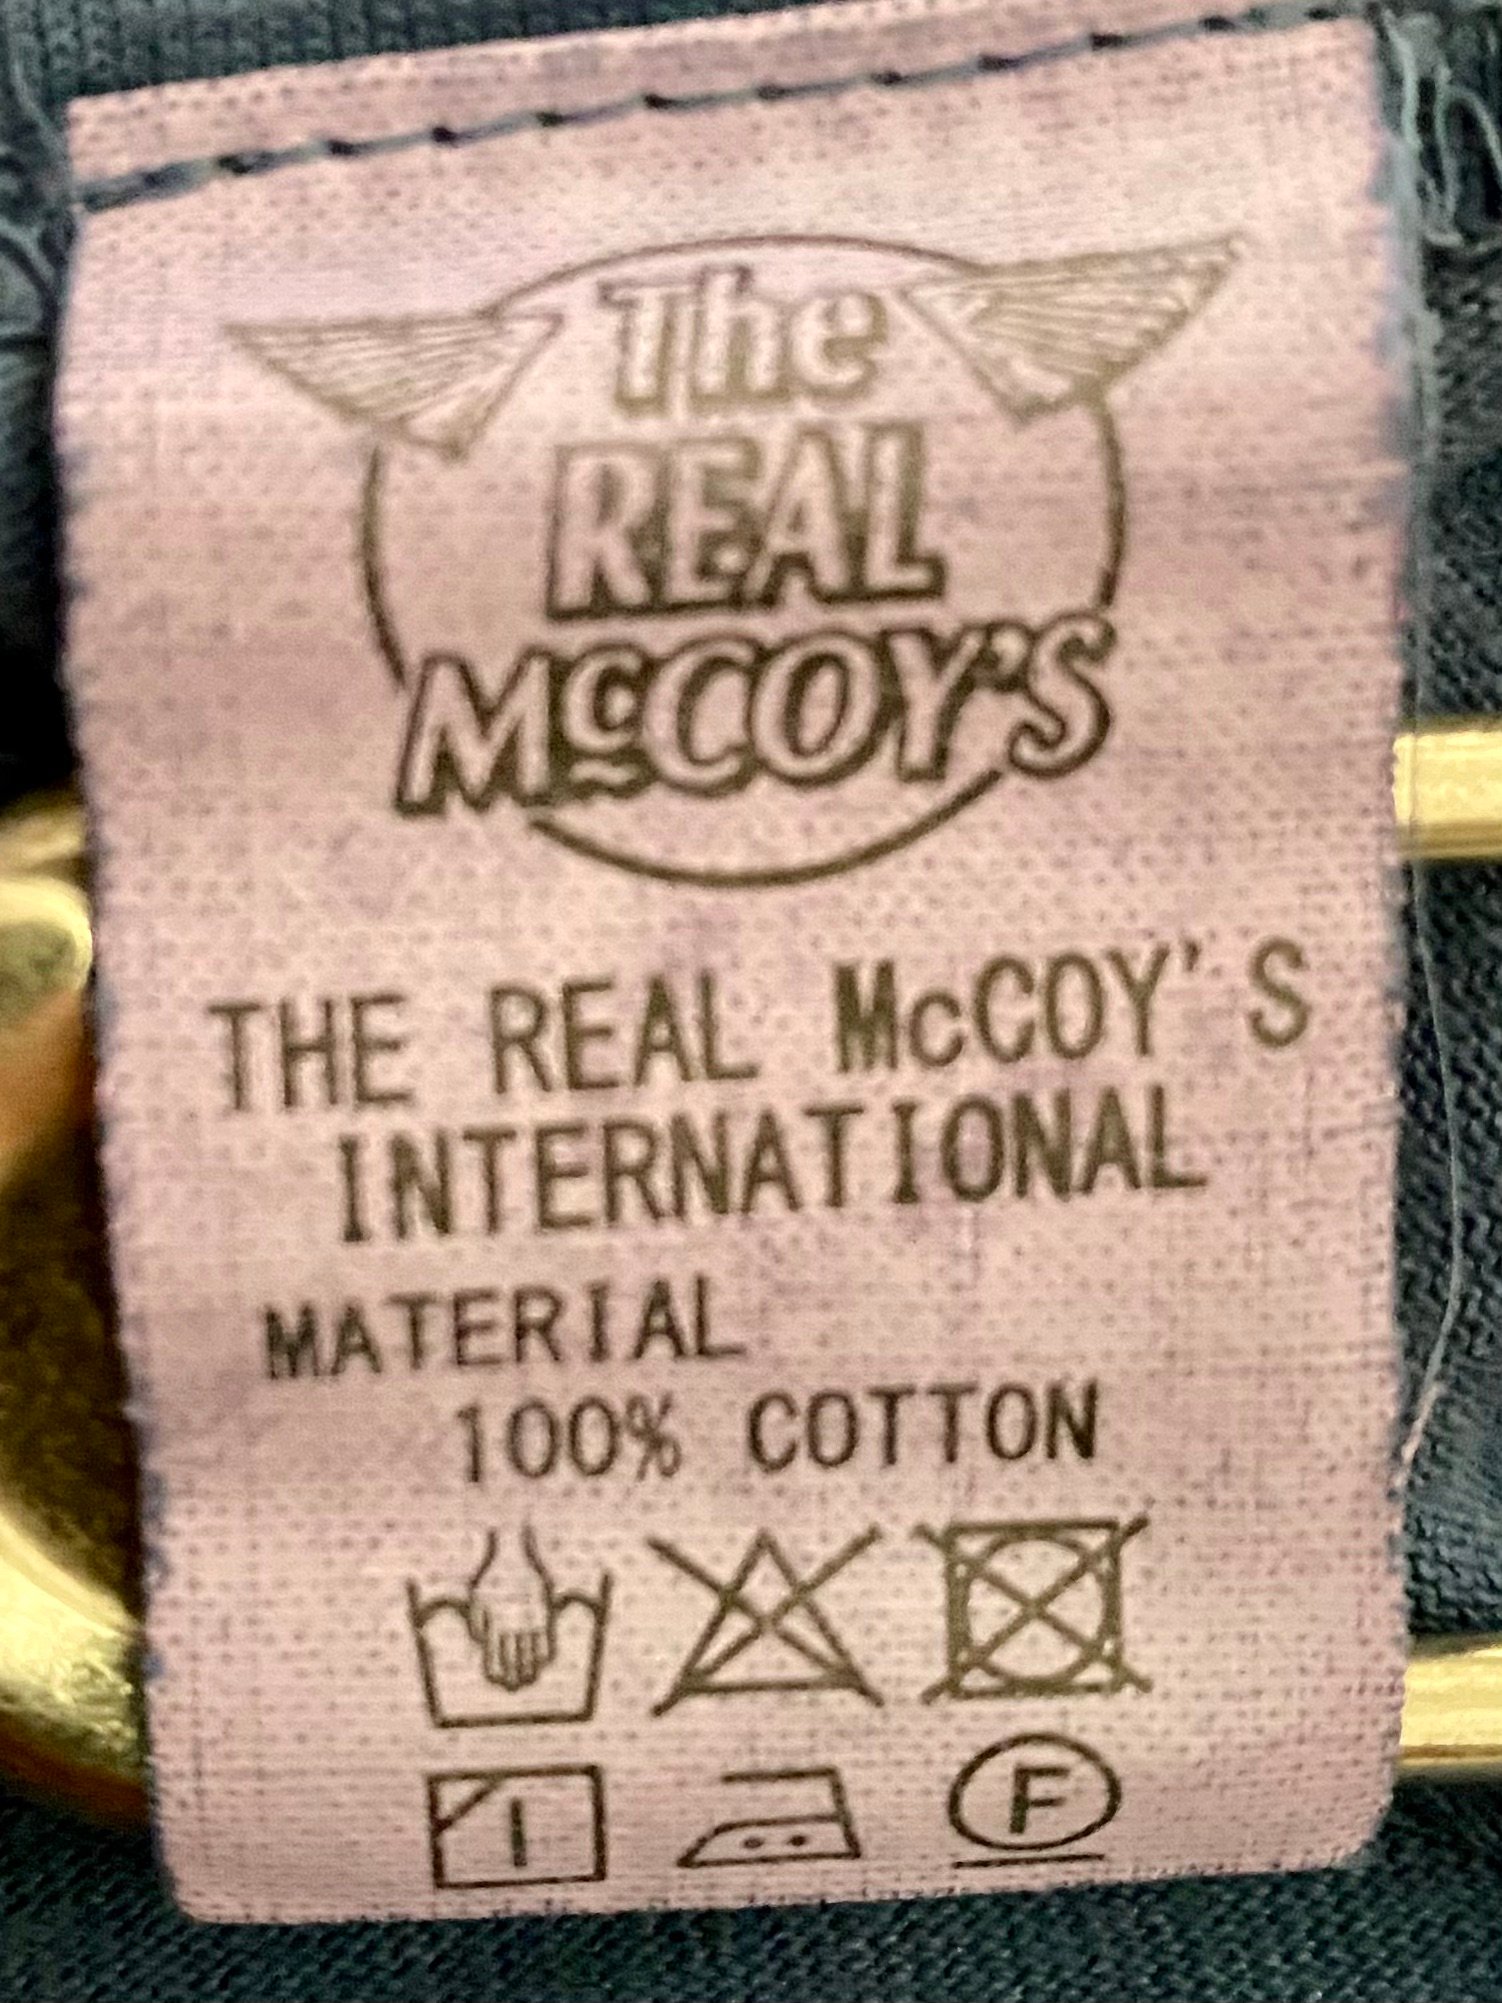 The
REAL
McCOY'S
THE REAL McCOY'S
INTERNATIONAL
MATERIAL
100% COTTON
F